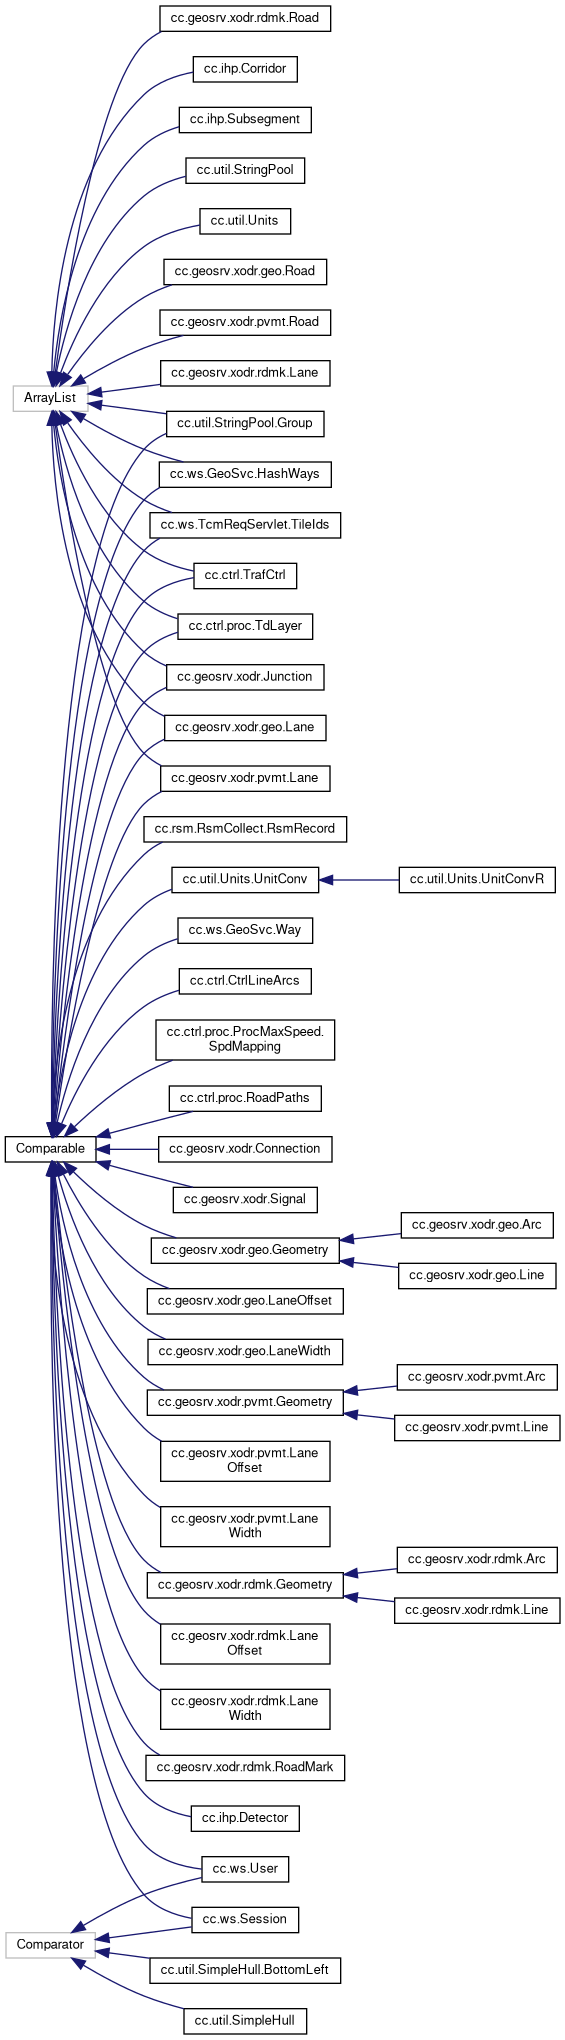 cc.geosrv.xodr.rdmk.Road
cc.ihp.Corridor
cc.ihp.Subsegment
cc.util.StringPool
cc.util.Units
cc.geosrv.xodr.geo.Road
cc.geosrv.xodr.pvmt.Road
cc.geosrv.xodr.rdmk.Lane
ArrayList
cc.util.StringPool.Group
cc.ws.GeoSvc.HashWays
cc.ws.TcmReqServlet.TileIds
cc.ctrl.TrafCtrl
cc.ctrl.proc.TdLayer
cc.geosrv.xodr.Junction
cc.geosrv.xodr.geo.Lane
cc.geosrv.xodr.pvmt.Lane
cc.rsm.RsmCollect.RsmRecord
cc.util.Units.UnitConv
cc.util.Units.UnitConvR
cc.ws.GeoSvc.Way
cc.ctrl.CtrlLineArcs
cc.ctrl.proc.ProcMaxSpeed.
SpdMapping
cc.ctrl.proc.RoadPaths
Comparable
cc.geosrv.xodr.Connection
cc.geosrv.xodr.Signal
cc.geosrv.xodr.geo.Geometry
cc.geosrv.xodr.geo.Arc
cc.geosrv.xodr.geo.Line
cc.geosrv.xodr.geo.LaneOffset
cc.geosrv.xodr.geo.LaneWidth
cc.geosrv.xodr.pvmt.Geometry
cc.geosrv.xodr.pvmt.Arc
cc.geosrv.xodr.pvmt.Line
cc.geosrv.xodr.pvmt.Lane
Offset
cc.geosrv.xodr.pvmt.Lane
Width
cc.geosrv.xodr.rdmk.Geometry
cc.geosrv.xodr.rdmk.Arc
cc.geosrv.xodr.rdmk.Line
cc.geosrv.xodr.rdmk.Lane
Offset
cc.geosrv.xodr.rdmk.Lane
Width
cc.geosrv.xodr.rdmk.RoadMark
cc.ihp.Detector
cc.ws.User
cc.ws.Session
Comparator
cc.util.SimpleHull.BottomLeft
cc.util.SimpleHull